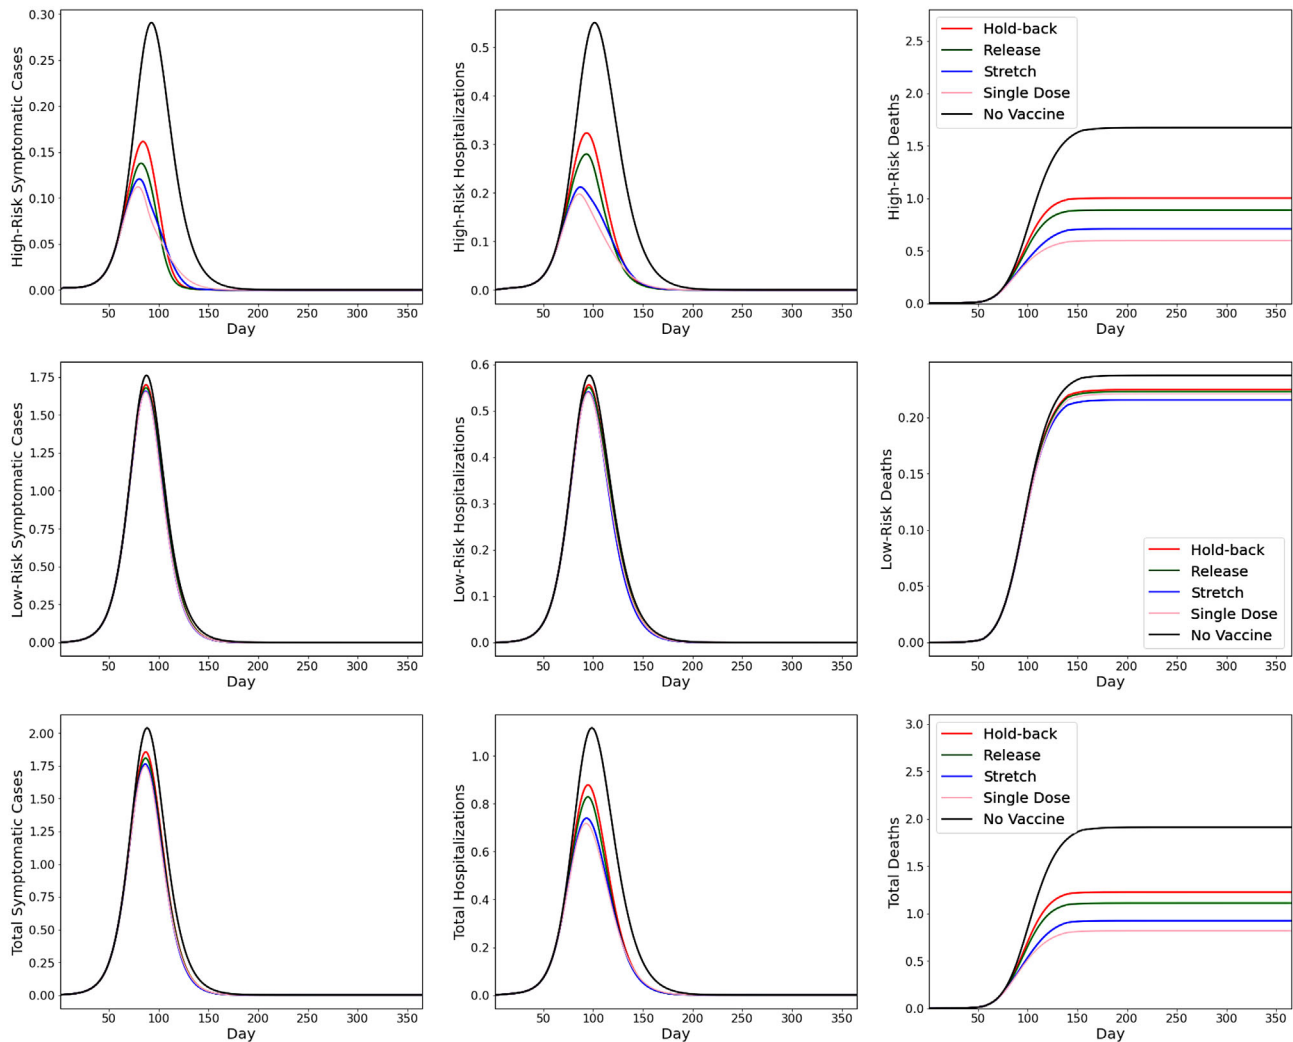 High-Risk Symptomatic Cases
0.30
0.25
0.20
0.15
0.10
0.05
0.00
50 100 150 200 250 300 350
Day
High-Risk Hospitalizations
0.5
0.4
0.3
0.2
0.1
0.0
50 100 150 200 250 300 350
Day
High-Risk Deaths
2.5
2.0
1.5
1.0
0.5
0.0
50 100 150 200 250 300 350
Day
Hold-back
Release
Stretch
Single Dose
No Vaccine
Low-Risk Symptomatic Cases
1.75
1.50
1.25
1.00
0.75
0.50
0.25
0.00
50 100 150 200 250 300 350
Day
Low-Risk Hospitalizations
0.6
0.5
0.4
0.3
0.2
0.1
0.0
50 100 150 200 250 300 350
Day
Low-Risk Deaths
0.20
0.15
0.10
0.05
0.00
50 100 150 200 250 300 350
Day
Hold-back
Release
Stretch
Single Dose
No Vaccine
Total Symptomatic Cases
2.00
1.75
1.50
1.25
1.00
0.75
0.50
0.25
0.00
50 100 150 200 250 300 350
Day
Total Hospitalizations
1.0
0.8
0.6
0.4
0.2
0.0
50 100 150 200 250 300 350
Day
Total Deaths
3.0
2.5
2.0
1.5
1.0
0.5
0.0
50 100 150 200 250 300 350
Day
Hold-back
Release
Stretch
Single Dose
No Vaccine